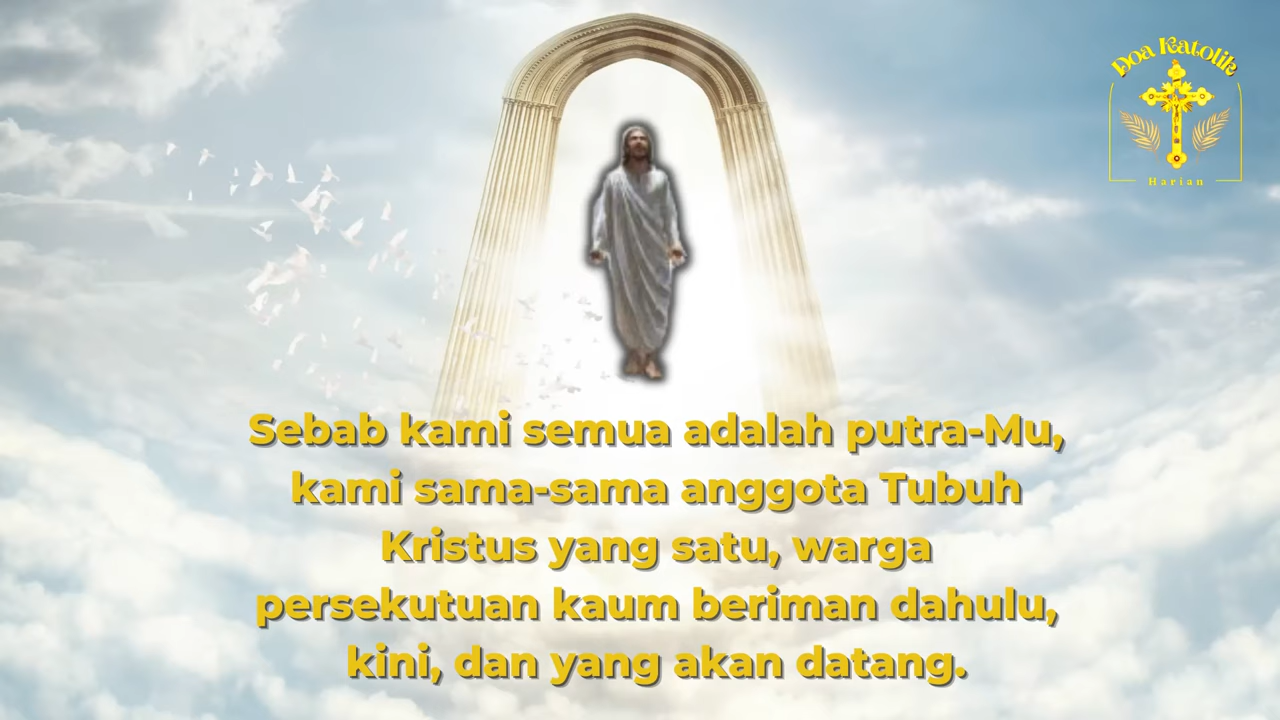 Doa Katolik
Harian
Sebab kami semua adalah putra-Mu,
kami sama-sama anggota Tubuh
Kristus yang satu, warga
persekutuan kaum beriman dahulu,
kini, dan yang akan datang.